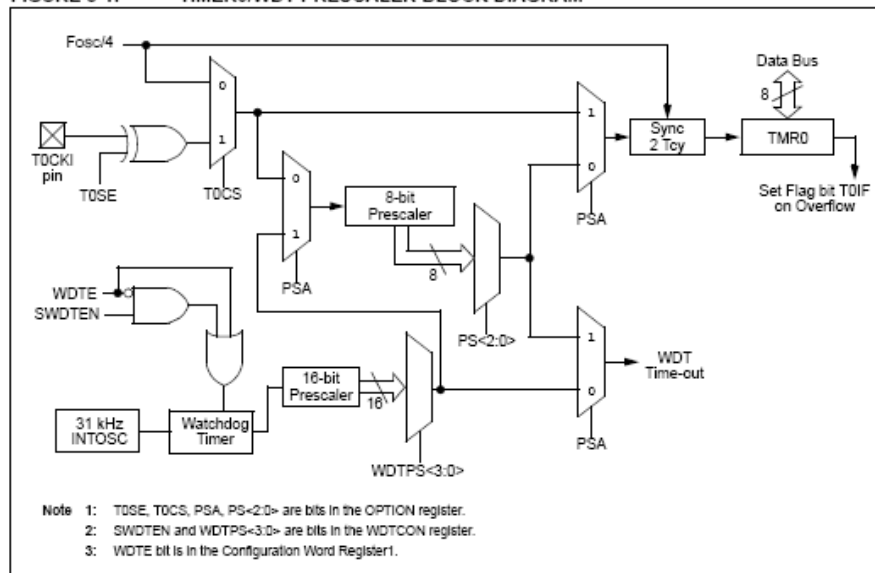 FIGURE 5-1: TIMER0/WDT PRESCALER BLOCK DIAGRAM
Fosc/4
Data Bus
8
0
1
T0CKI
pin
T0SE
T0CS
1
0
PSA
Sync
2 Tcy
TMR0
Set Flag bit T0IF
on Overflow
0
1
PSA
8-bit
Prescaler
8
PS<2:0>
WDTE
SWDTEN
1
0
PSA
WDT
Time-out
31 kHz
INTOSC
Watchdog
Timer
16-bit
Prescaler
16
WDTPS<3:0>
Note 1: T0SE, T0CS, PSA, PS<2:0> are bits in the OPTION register.
2: SWDTEN and WDTPS<3:0> are bits in the WDTCON register.
3: WDTE bit is in the Configuration Word Register1.